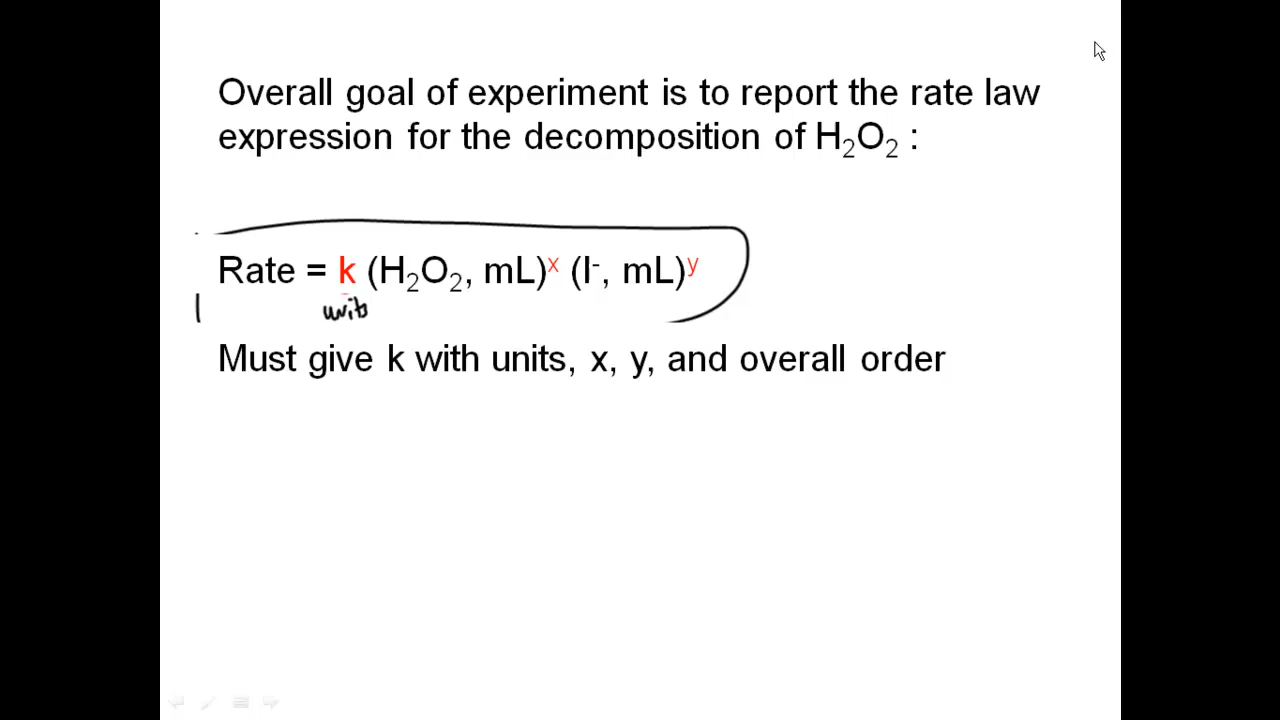 Overall goal of experiment is to report the rate law
expression for the decomposition of H₂O₂ :
Rate = k (H₂O₂, mL)ˣ (I⁻, mL)ʸ
units
Must give k with units, x, y, and overall order